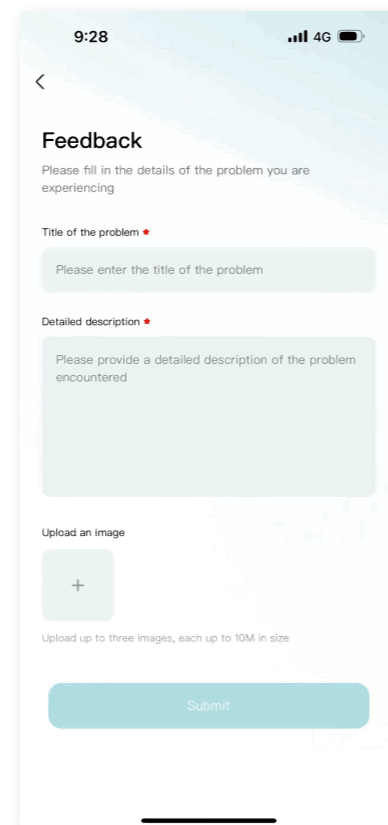 9:28
4G
Feedback
Please fill in the details of the problem you are
experiencing
Title of the problem *
Please enter the title of the problem
Detailed description *
Please provide a detailed description of the problem
encountered
Upload an image
+
Upload up to three images, each up to 10M in size
Submit